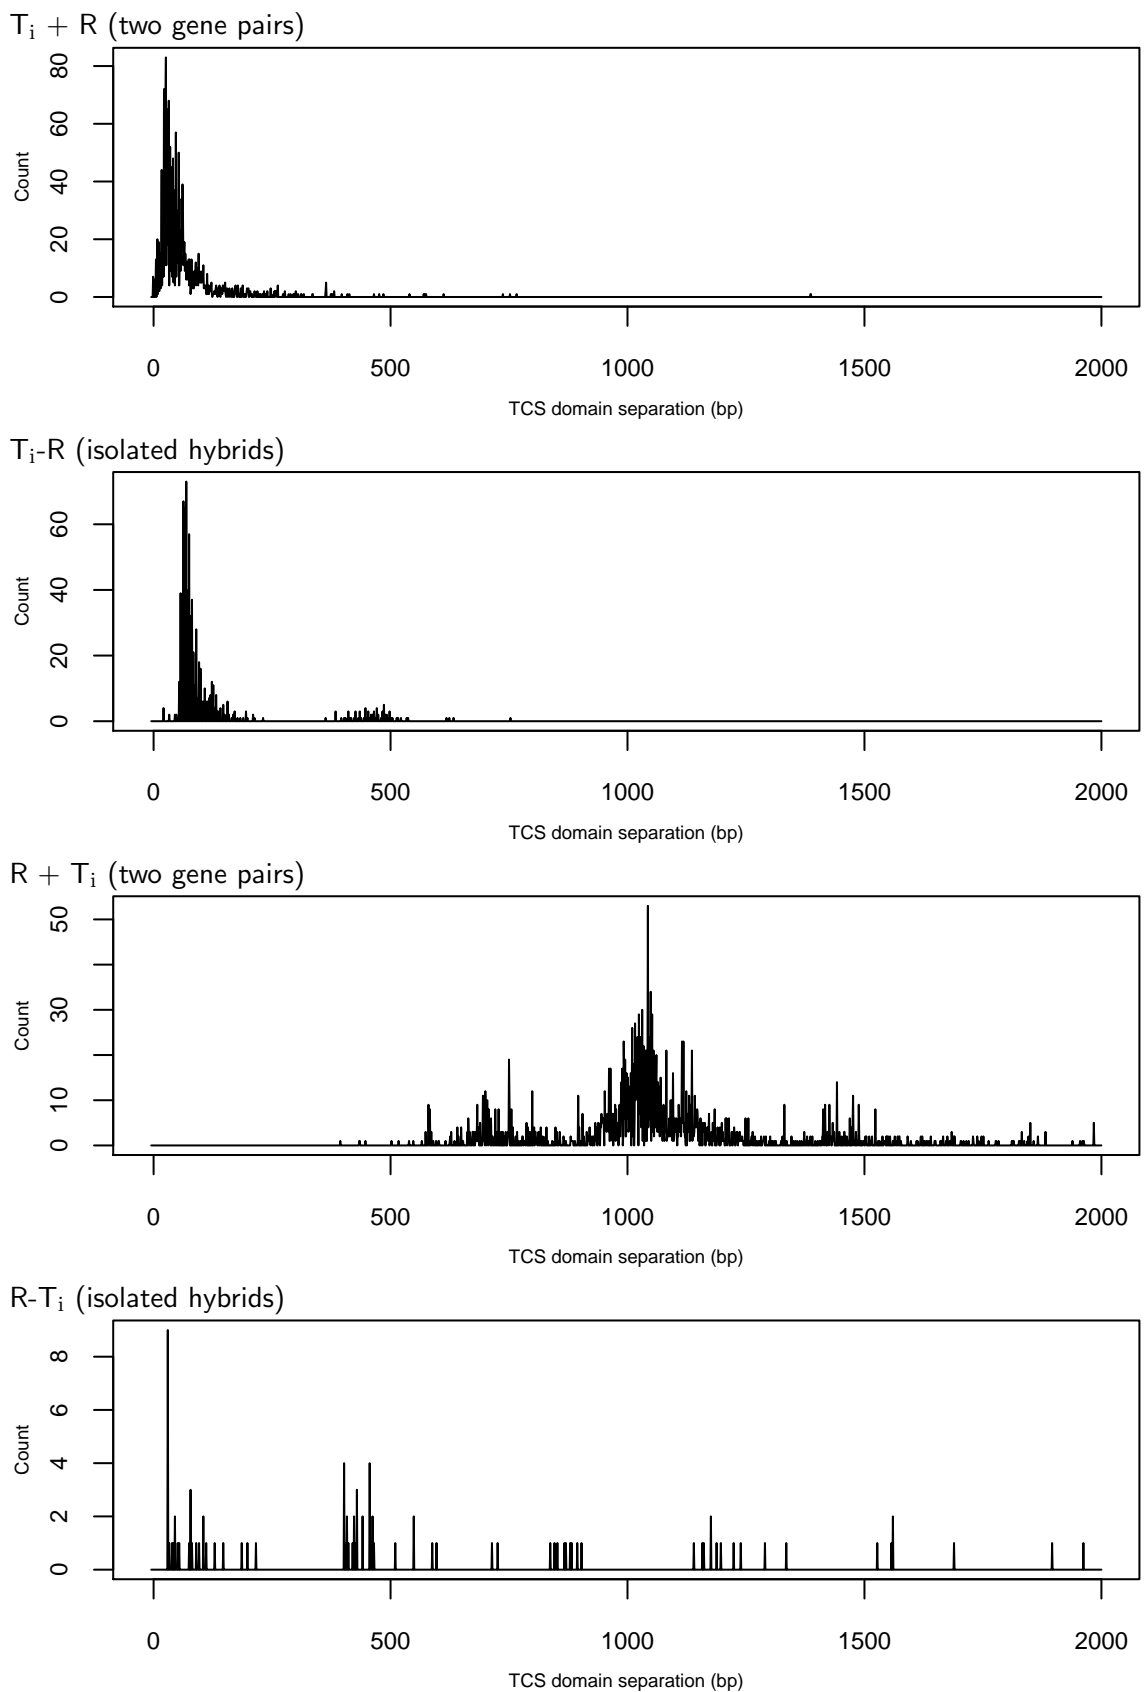 Tᵢ + R (two gene pairs)
80
60
40
20
0
Count
0 500 1000 1500 2000
TCS domain separation (bp)
Tᵢ-R (isolated hybrids)
60
40
20
0
Count
0 500 1000 1500 2000
TCS domain separation (bp)
R + Tᵢ (two gene pairs)
50
30
10
0
Count
0 500 1000 1500 2000
TCS domain separation (bp)
R-Tᵢ (isolated hybrids)
8
6
4
2
0
Count
0 500 1000 1500 2000
TCS domain separation (bp)